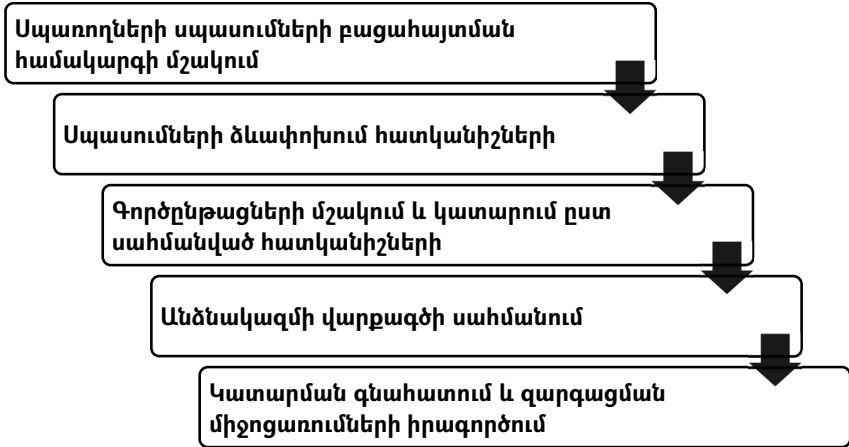 Սպառողների սպասումների բացահայտման
համակարգի մշակում
Սպասումների ձևափոխում հատկանիշների
Գործընթացների մշակում և կատարում ըստ
սահմանված հատկանիշների
Անձնակազմի վարքագծի սահմանում
Կատարման գնահատում և զարգացման
միջոցառումների իրագործում